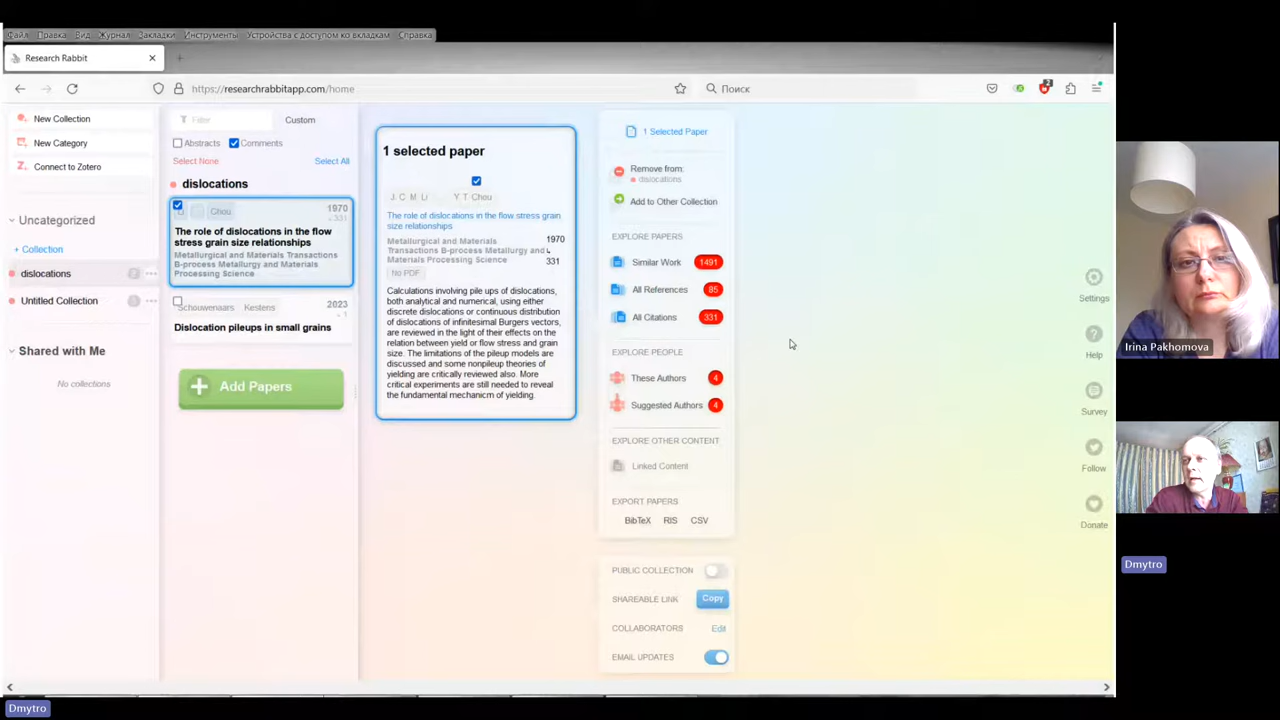 Файл Правка Вид Журнал Закладки Инструменты Устройства с доступом ко вкладкам Справка
Research Rabbit
https://researchrabbitapp.com/home
Поиск
2
New Collection
New Category
Connect to Zotero
Uncategorized
+ Collection
dislocations
Untitled Collection
Shared with Me
No collections
Filter
Custom
Abstracts
Comments
Select None
Select All
dislocations
Chou
1970
331
The role of dislocations in the flow
stress grain size relationships
Metallurgical and Materials
Transactions B-process Metallurgy and
Materials Processing Science
Schouwenaars Kestens
2023
1
Dislocation pileups in small grains
Add Papers
1 selected paper
J. C M Li
Y T Chou
The role of dislocations in the flow stress grain
size relationships
Metallurgical and Materials
Transactions B-process Metallurgy and
Materials Processing Science
1970
331
No PDF
Calculations involving pile ups of dislocations,
both analytical and numerical, using either
discrete dislocations or continuous distribution
of dislocations of infinitesimal Burgers vectors,
are reviewed in the light of their effects on the
relation between yield or flow stress and grain
size. The limitations of the pileup models are
discussed and some nonpileup theories of
yielding are critically reviewed also. More
critical experiments are still needed to reveal
the fundamental mechanicm of yielding.
1 Selected Paper
Remove from:
dislocations
Add to Other Collection
EXPLORE PAPERS
Similar Work 1491
All References 85
All Citations 331
EXPLORE PEOPLE
These Authors 4
Suggested Authors 4
EXPLORE OTHER CONTENT
Linked Content
EXPORT PAPERS
BibTeX RIS CSV
PUBLIC COLLECTION
SHAREABLE LINK Copy
COLLABORATORS Edit
EMAIL UPDATES
Settings
Help
Survey
Follow
Donate
Irina Pakhomova
Dmytro
Dmytro